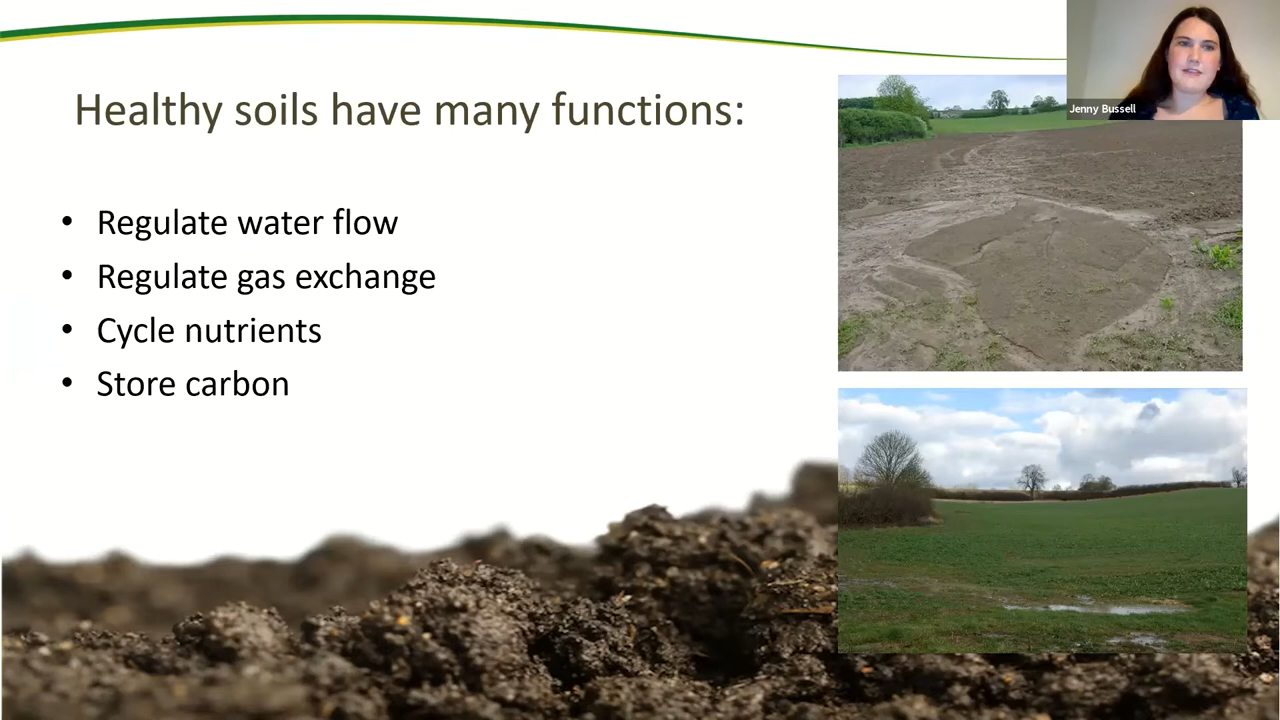 Healthy soils have many functions:
• Regulate water flow
• Regulate gas exchange
• Cycle nutrients
• Store carbon
Jenny Bussell